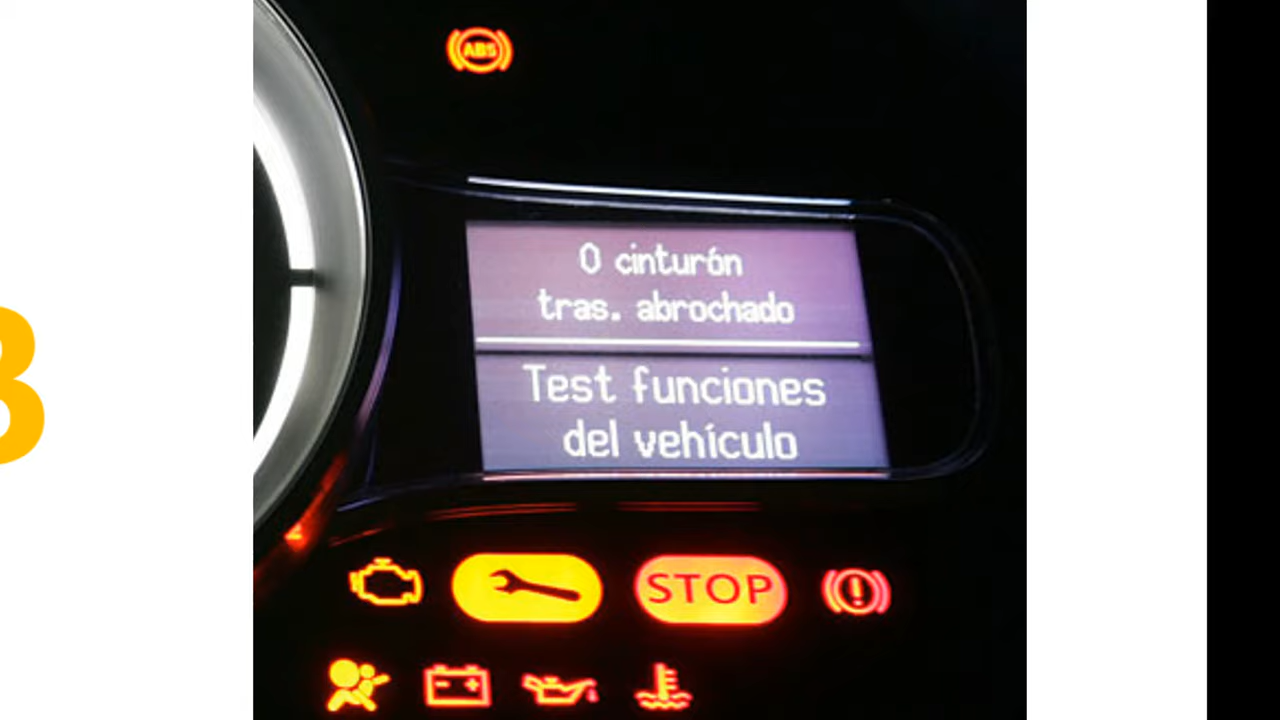 ABS
0 cinturón
tras. abrochado
Test funciones
del vehículo
STOP